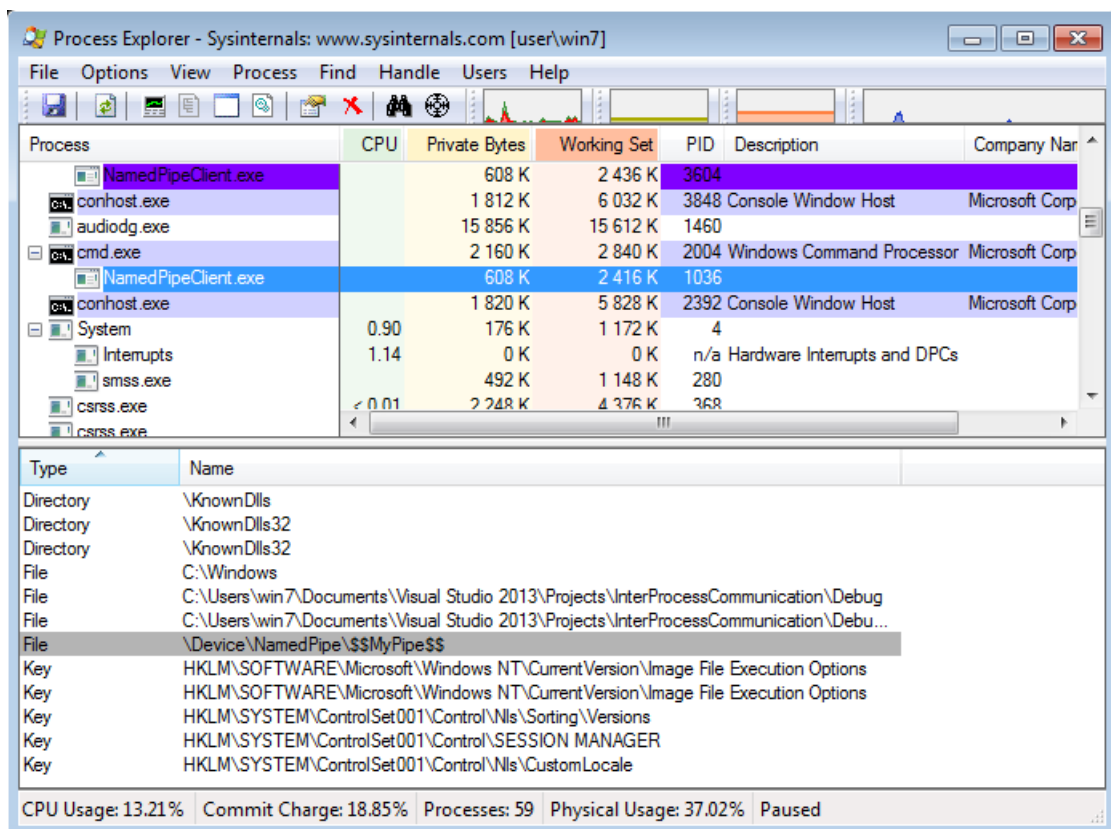 Process Explorer - Sysinternals: www.sysinternals.com [user\win7]
File Options View Process Find Handle Users Help
Process CPU Private Bytes Working Set PID Description Company Nar
NamedPipeClient.exe 608 K 2 436 K 3604
conhost.exe 1 812 K 6 032 K 3848 Console Window Host Microsoft Corp
audiodg.exe 15 856 K 15 612 K 1460
cmd.exe 2 160 K 2 840 K 2004 Windows Command Processor Microsoft Corp
NamedPipeClient.exe 608 K 2 416 K 1036
conhost.exe 1 820 K 5 828 K 2392 Console Window Host Microsoft Corp
System 0.90 176 K 1 172 K 4
Interrupts 1.14 0 K 0 K n/a Hardware Interrupts and DPCs
smss.exe 492 K 1 148 K 280
csrss.exe < 0.01 2 248 K 4 376 K 368
csrss.exe
Type Name
Directory \KnownDlls
Directory \KnownDlls32
Directory \KnownDlls32
File C:\Windows
File C:\Users\win7\Documents\Visual Studio 2013\Projects\InterProcessCommunication\Debug
File C:\Users\win7\Documents\Visual Studio 2013\Projects\InterProcessCommunication\Debu...
File \Device\NamedPipe\$$MyPipe$$
Key HKLM\SOFTWARE\Microsoft\Windows NT\CurrentVersion\Image File Execution Options
Key HKLM\SOFTWARE\Microsoft\Windows NT\CurrentVersion\Image File Execution Options
Key HKLM\SYSTEM\ControlSet001\Control\Nls\Sorting\Versions
Key HKLM\SYSTEM\ControlSet001\Control\SESSION MANAGER
Key HKLM\SYSTEM\ControlSet001\Control\Nls\CustomLocale
CPU Usage: 13.21% Commit Charge: 18.85% Processes: 59 Physical Usage: 37.02% Paused